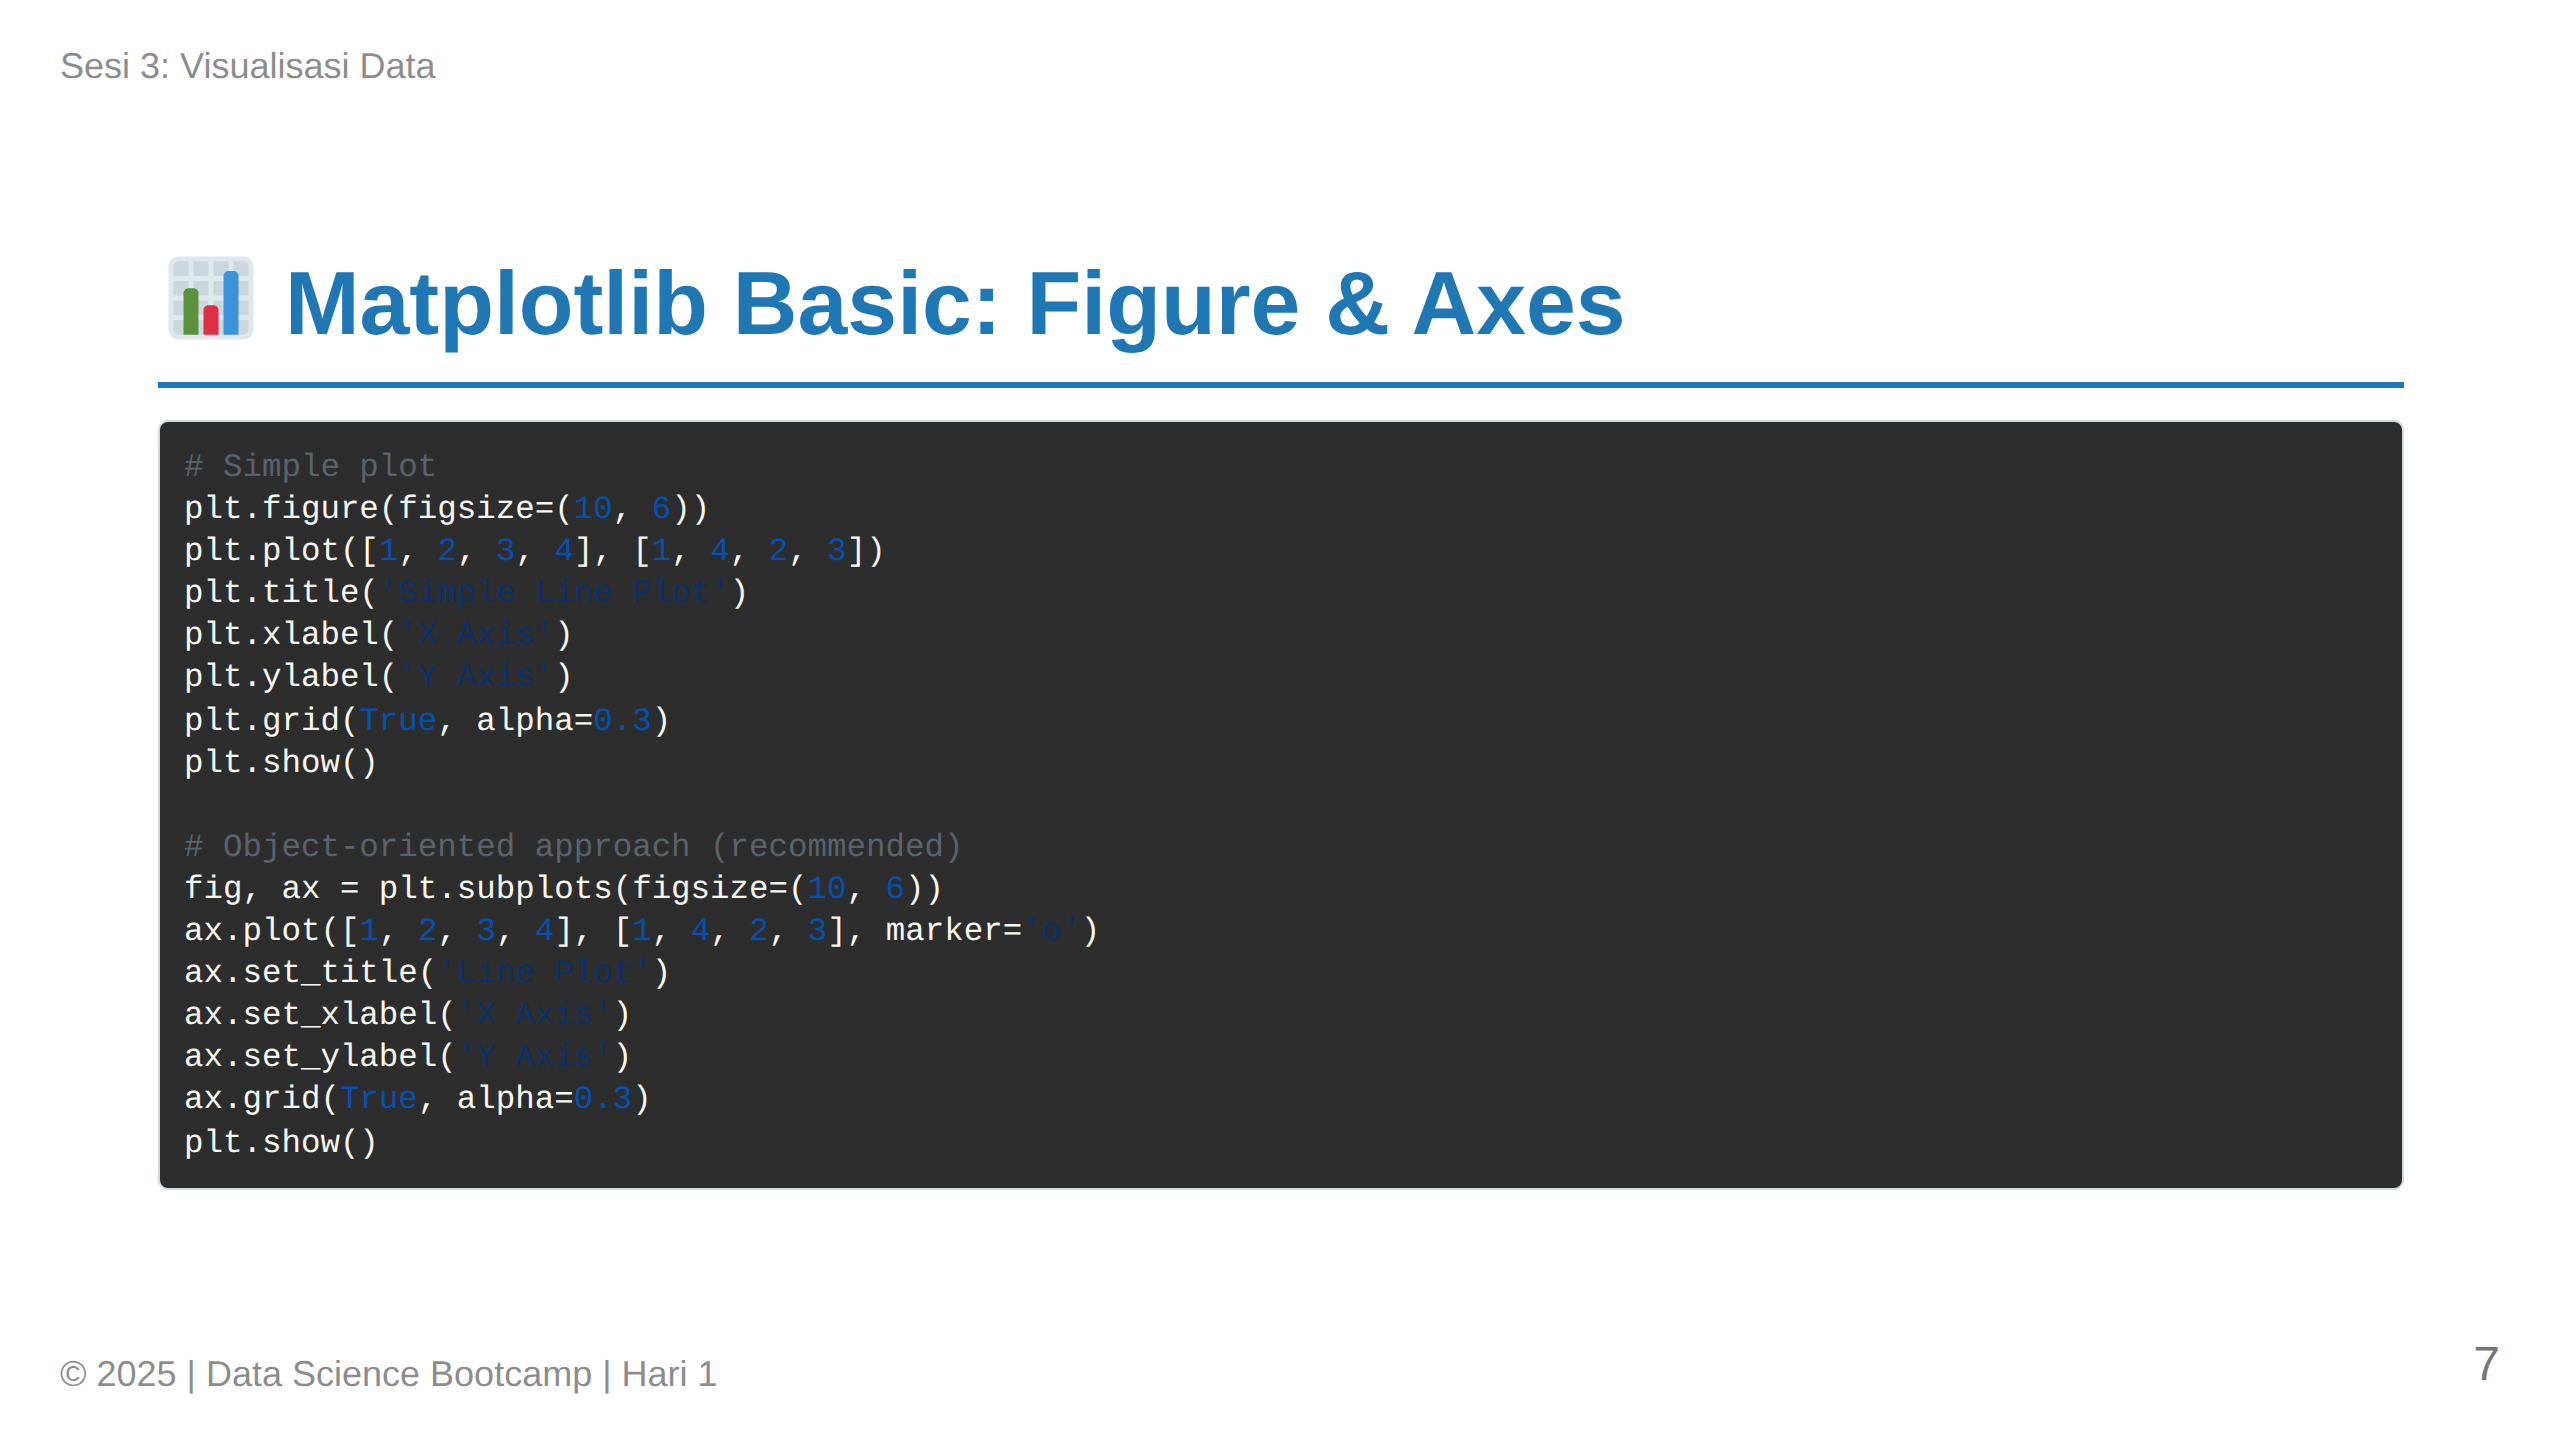 Sesi 3: Visualisasi Data
Matplotlib Basic: Figure & Axes
# Simple plot
plt.figure(figsize=(10, 6))
plt.plot([1, 2, 3, 4], [1, 4, 2, 3])
plt.title('Simple Line Plot')
plt.xlabel('X Axis')
plt.ylabel('Y Axis')
plt.grid(True, alpha=0.3)
plt.show()

# Object-oriented approach (recommended)
fig, ax = plt.subplots(figsize=(10, 6))
ax.plot([1, 2, 3, 4], [1, 4, 2, 3], marker='o')
ax.set_title('Line Plot')
ax.set_xlabel('X Axis')
ax.set_ylabel('Y Axis')
ax.grid(True, alpha=0.3)
plt.show()
© 2025 | Data Science Bootcamp | Hari 1
7